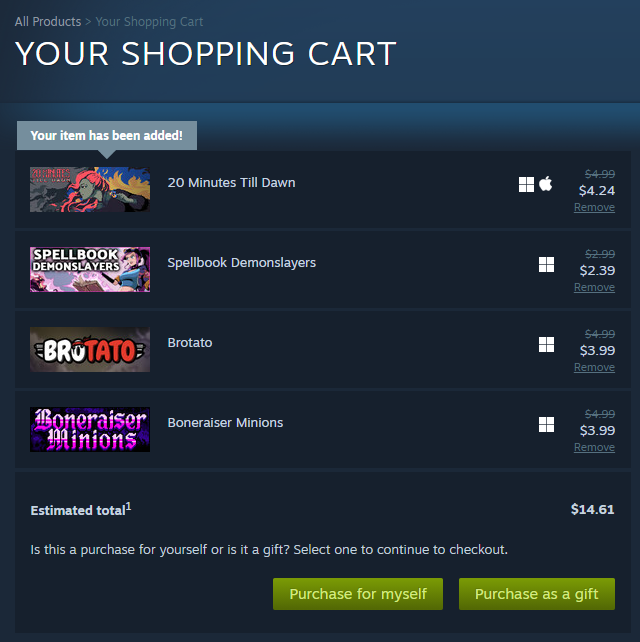 All Products > Your Shopping Cart
YOUR SHOPPING CART
Your item has been added!
20 Minutes Till Dawn
$4.99
$4.24
Remove
SPELLBOOK
DEMONSLAYERS
Spellbook Demonslayers
$2.99
$2.39
Remove
BROTATO
Brotato
$4.99
$3.99
Remove
Boneraiser
Minions
Boneraiser Minions
$4.99
$3.99
Remove
Estimated total1 $14.61
Is this a purchase for yourself or is it a gift? Select one to continue to checkout.
Purchase for myself Purchase as a gift